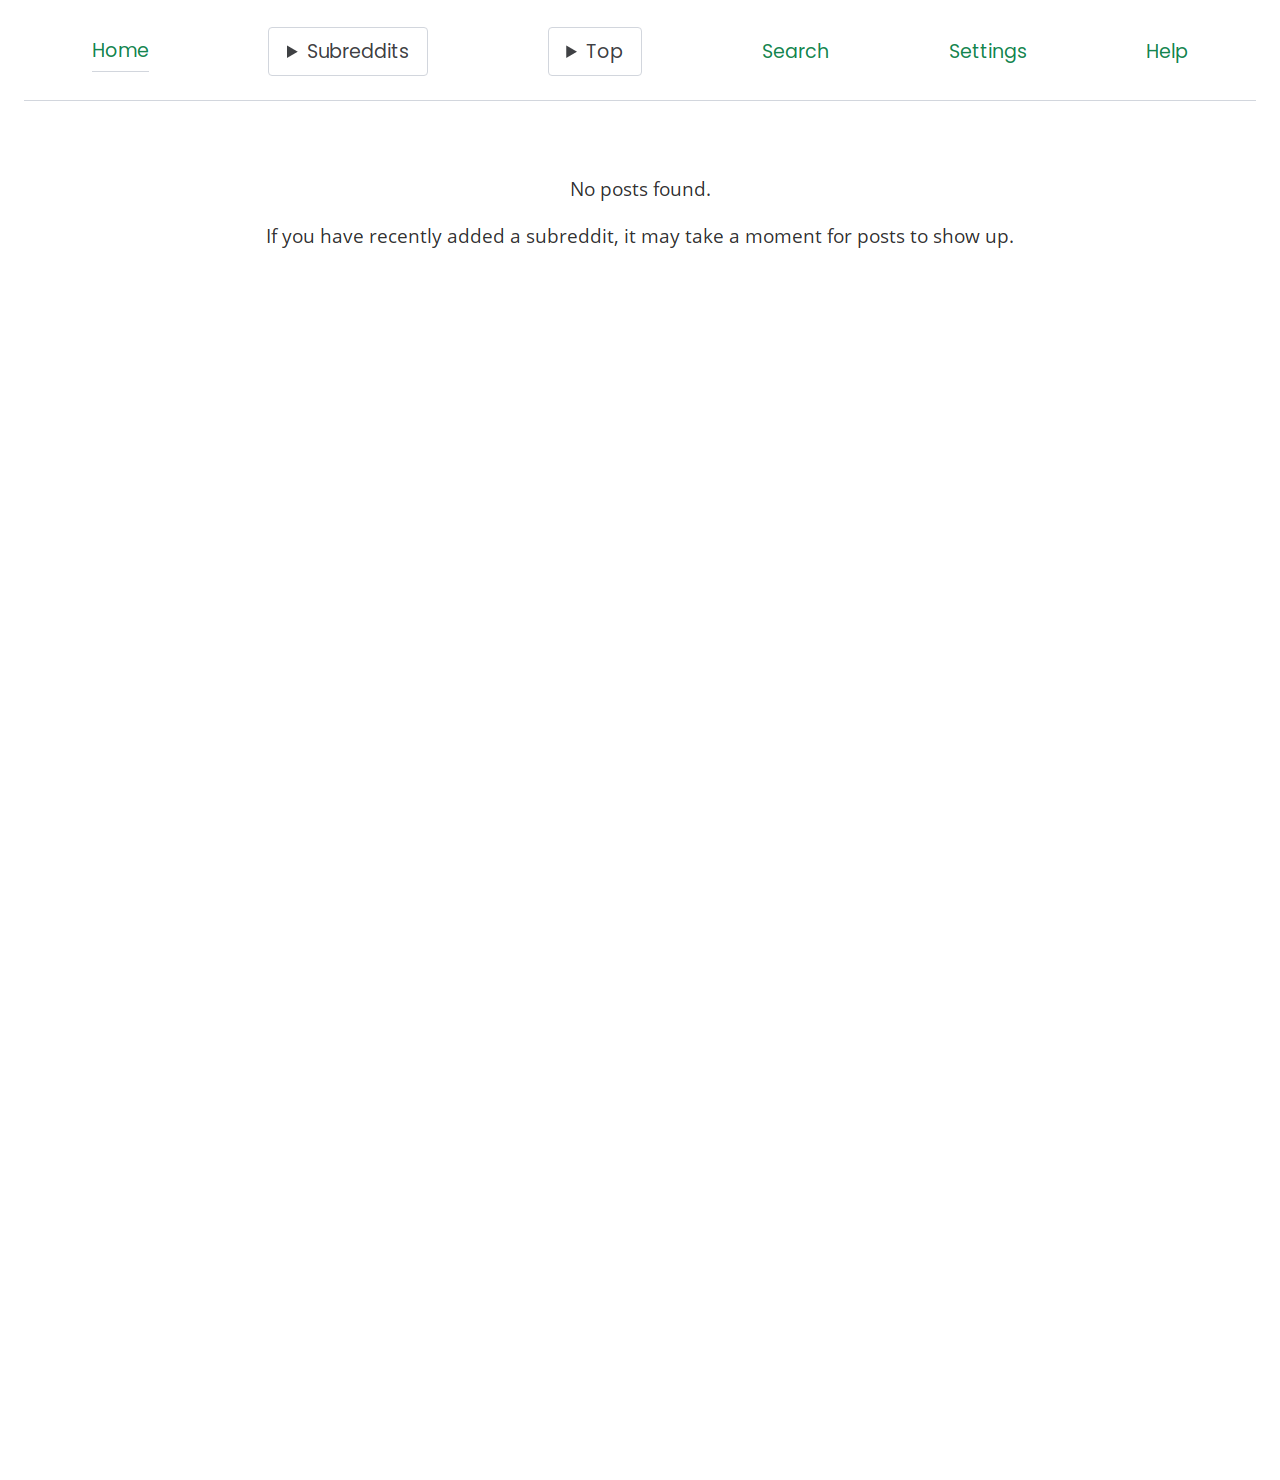 Home Subreddits Top Search Settings Help
No posts found.
If you have recently added a subreddit, it may take a moment for posts to show up.